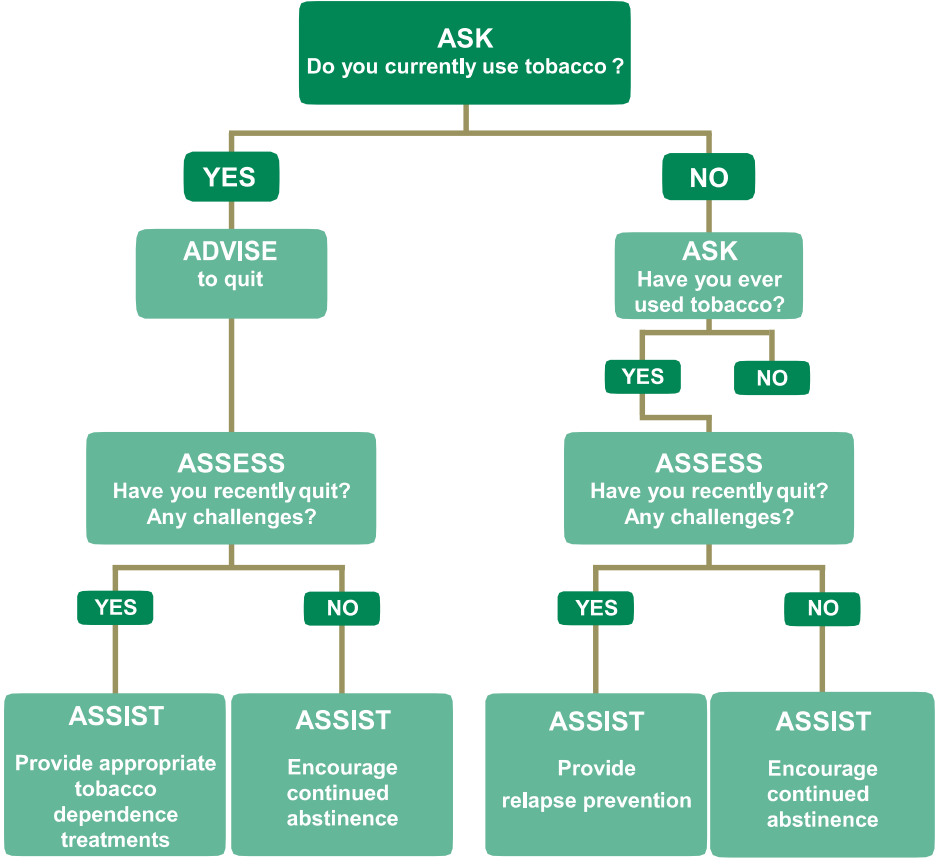 ASK
Do you currently use tobacco ?
YES
NO
ADVISE
to quit
ASK
Have you ever
used tobacco?
YES
NO
ASSESS
Have you recently quit?
Any challenges?
ASSESS
Have you recently quit?
Any challenges?
YES
NO
YES
NO
ASSIST
Provide appropriate
tobacco
dependence
treatments
ASSIST
Encourage
continued
abstinence
ASSIST
Provide
relapse prevention
ASSIST
Encourage
continued
abstinence